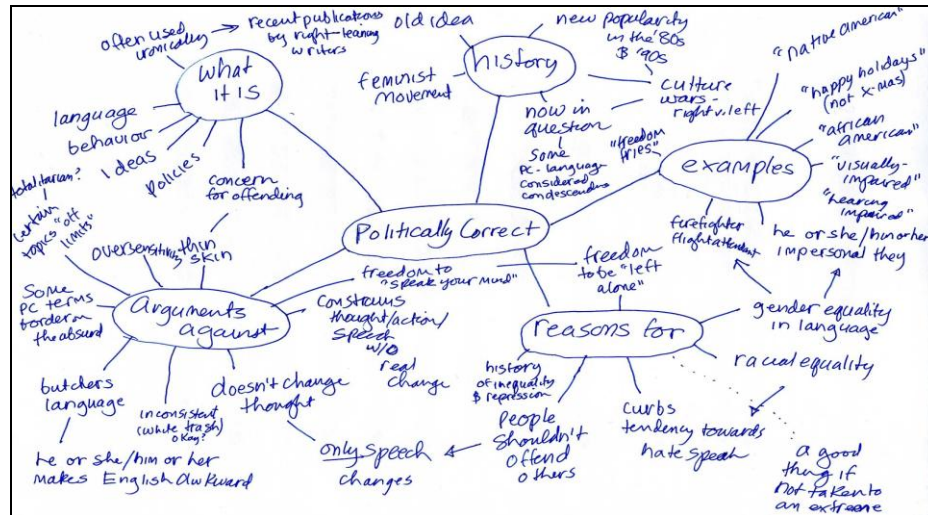 often used
ironically
recent publications
by right-leaning
writers
What
it is
language
behavior
ideas
policies
concern
for offending
old idea
history
feminist
movement
new popularity
in the '80s
& '90s
culture
wars-
right v. left
now in
question
Some
PC-language
considered
condescending
"freedom
fries"
examples
"native american"
"happy holidays"
(not X-mas)
"african
american"
"visually-
impaired"
"hearing
impaired"
he or she/him or her
impersonal they
firefighter
flight attendant
Politically Correct
totalitarian?
certain
topics "off
limits"
oversensitivity
thin
skin
arguments
against
Some
PC terms
border on
the absurd
butchers
language
he or she/him or her
makes English awkward
inconsistent
(white trash)
okay?
doesn't change
thought
only speech
changes
constrains
thought/action/
speech
w/o
real
change
freedom to
"speak your mind"
freedom
to be "left
alone"
reasons for
gender equality
in language
racial equality
history
of inequality
& repression
people
shouldn't
offend
others
curbs
tendency towards
hate speech
a good
thing if
not taken to
an extreme